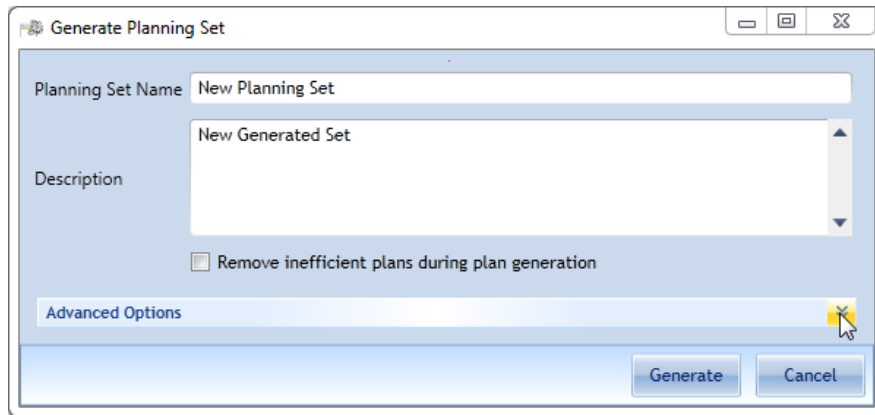 Generate Planning Set
Planning Set Name New Planning Set
New Generated Set
Description
Remove inefficient plans during plan generation
Advanced Options
Generate Cancel